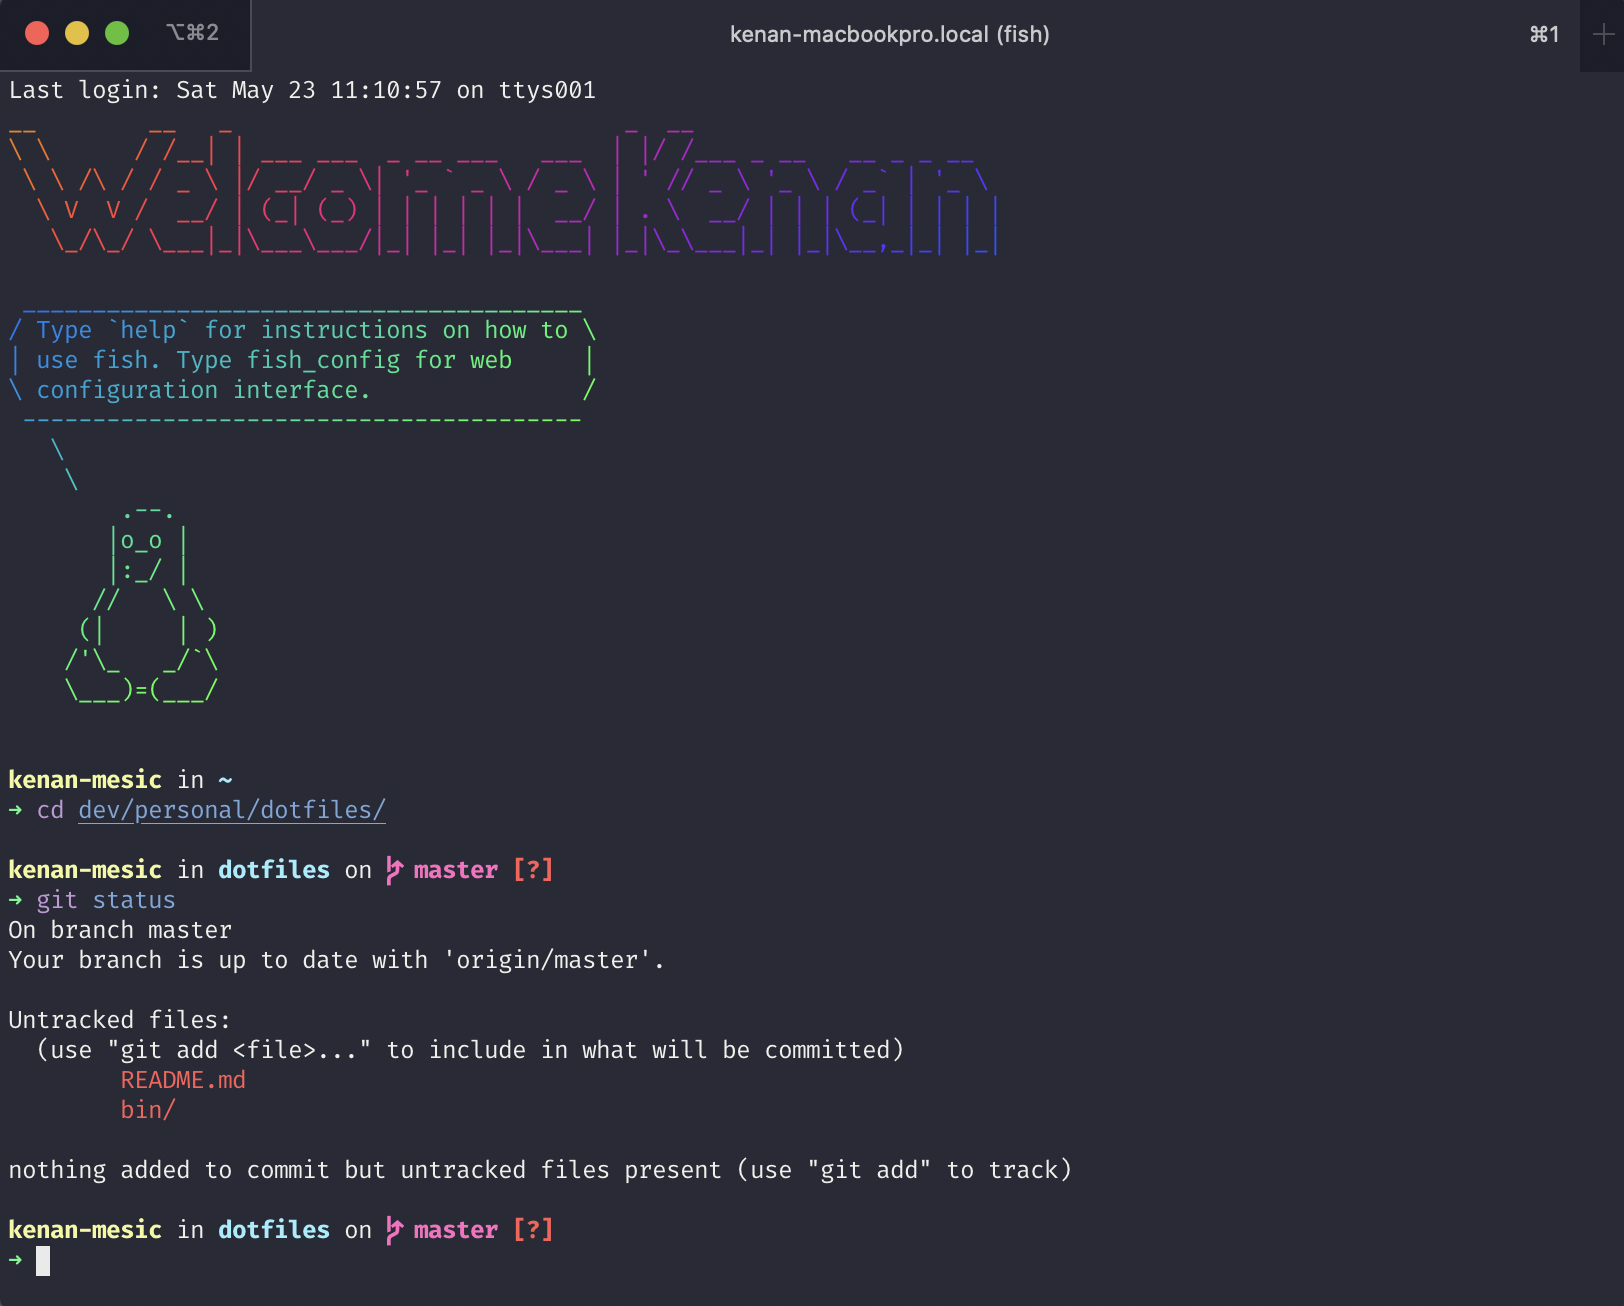 ⌥⌘2 kenan-macbookpro.local (fish) ⌘1 +
Last login: Sat May 23 11:10:57 on ttys001
Welcome Kenan
/ Type `help` for instructions on how to \
| use fish. Type fish_config for web |
\ configuration interface. /
kenan-mesic in ~
→ cd dev/personal/dotfiles/
kenan-mesic in dotfiles on master [?]
→ git status
On branch master
Your branch is up to date with 'origin/master'.
Untracked files:
(use "git add <file>..." to include in what will be committed)
README.md
bin/
nothing added to commit but untracked files present (use "git add" to track)
kenan-mesic in dotfiles on master [?]
→